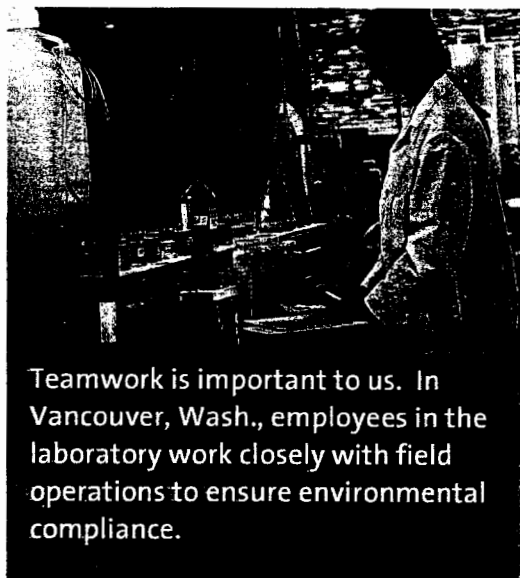 Teamwork is important to us. In
Vancouver, Wash., employees in the
laboratory work closely with field
operations to ensure environmental
compliance.